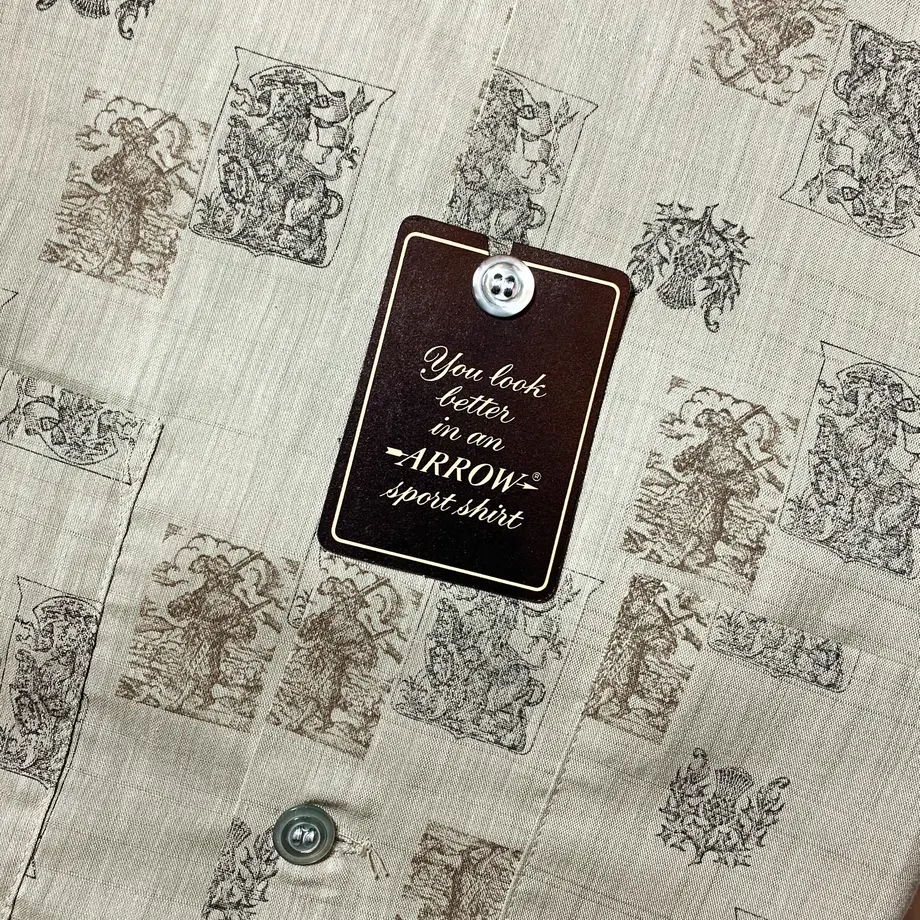 You look
better
in an
ARROW®
sport shirt